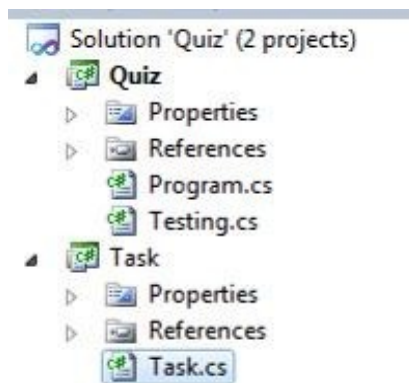 Solution 'Quiz' (2 projects)
C# Quiz
Properties
References
C# Program.cs
C# Testing.cs
C# Task
Properties
References
C# Task.cs